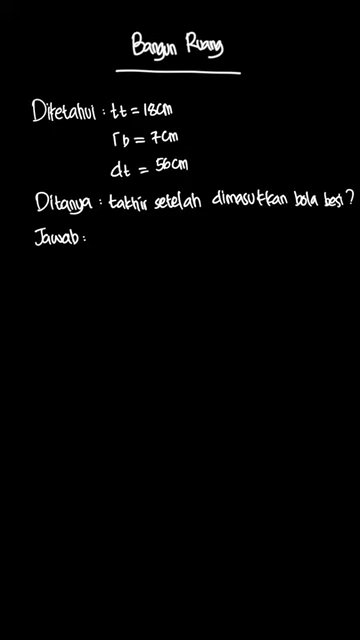 Bangun Ruang
Diketahui : tt = 18cm
rb = 7cm
dt = 56cm
Ditanya : takhir setelah dimasukkan bola besi ?
Jawab :